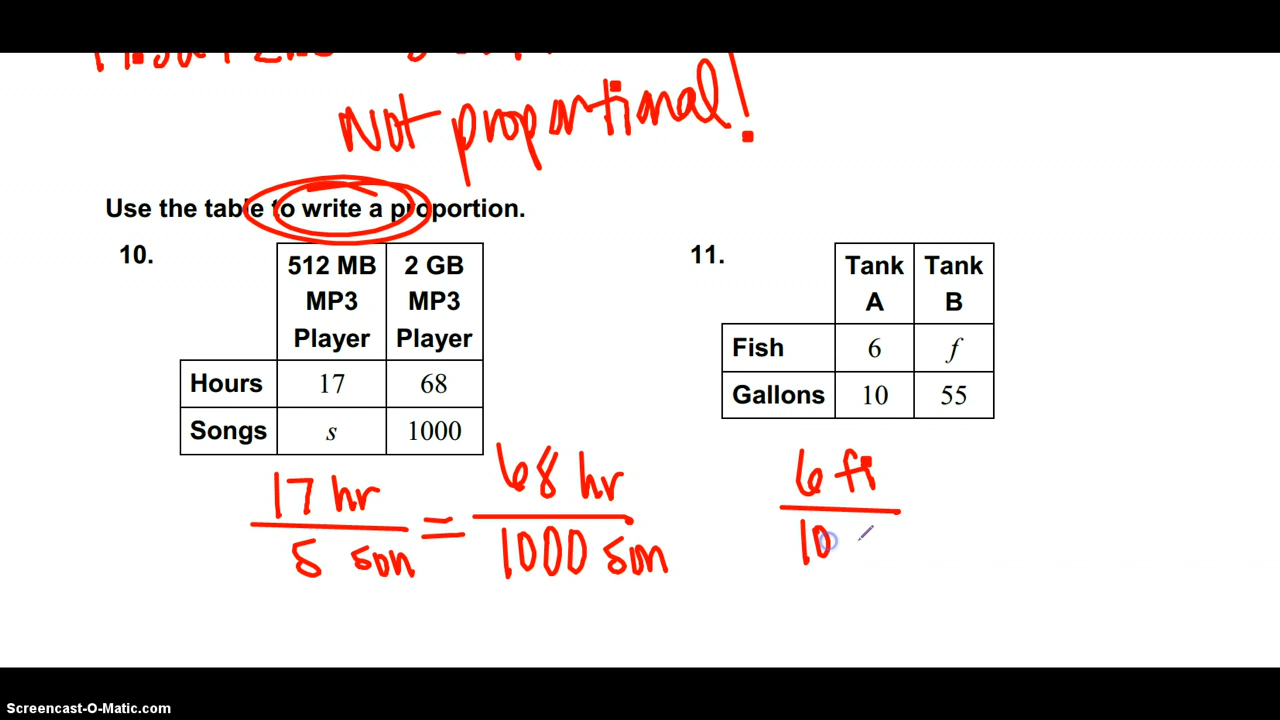 Not proportional!
Use the table to write a proportion.
10.
512 MB MP3 Player 2 GB MP3 Player
Hours 17 68
Songs s 1000
17 hr / s son = 68 hr / 1000 son
11.
Tank A Tank B
Fish 6 f
Gallons 10 55
6 fi / 10
Screencast-O-Matic.com